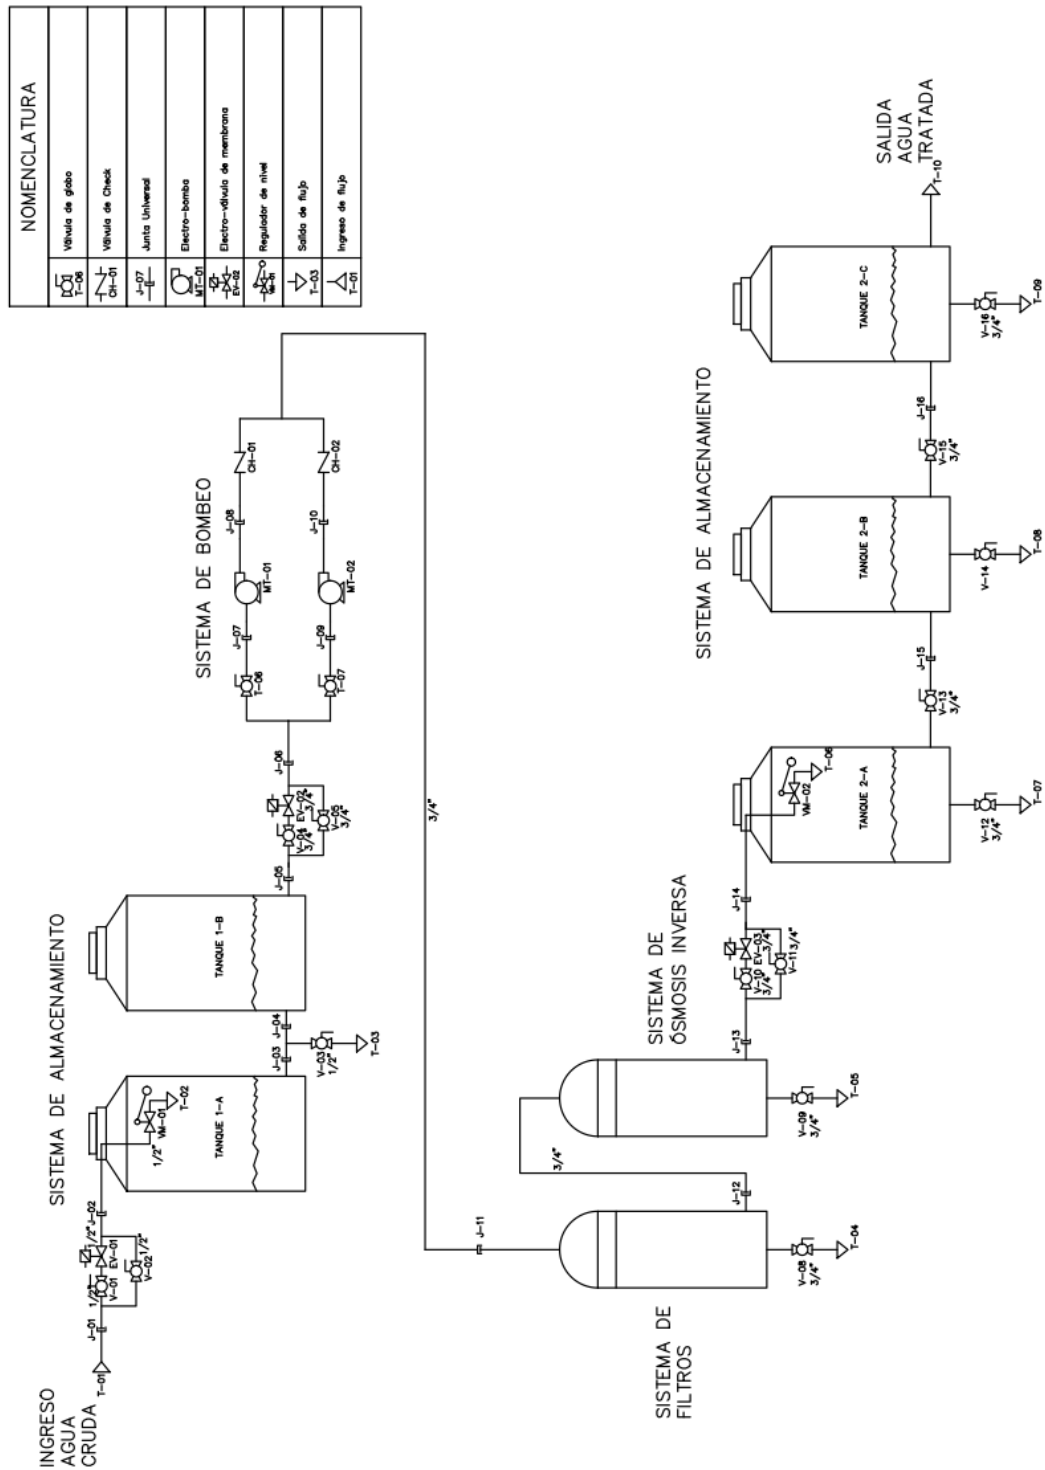 NOMENCLATURA
T-06
Válvula de globo
CH-01
Válvula de Check
J-07
Junta Universal
MT-01
Electro-bomba
EV-02
Electro-válvula de membrana
VM-01
Regulador de nivel
T-03
Salida de flujo
T-01
Ingreso de flujo
INGRESO
AGUA
CRUDA
T-01
J-01
1/2"
V-01
EV-01
1/2"
V-02
1/2"
J-02
SISTEMA DE ALMACENAMIENTO
1/2"
VM-01
T-02
TANQUE 1-A
J-03
J-04
V-03
1/2"
T-03
TANQUE 1-B
J-05
V-04
3/4"
EV-02
3/4"
V-05
3/4"
J-06
SISTEMA DE BOMBEO
T-06
J-07
MT-01
J-08
CH-01
T-07
J-09
MT-02
J-10
CH-02
3/4"
SISTEMA DE
FILTROS
J-11
V-08
3/4"
T-04
J-12
3/4"
SISTEMA DE
ÓSMOSIS INVERSA
V-09
3/4"
T-05
J-13
V-10
3/4"
EV-03
3/4"
V-11
3/4"
J-14
SISTEMA DE ALMACENAMIENTO
VM-02
T-06
TANQUE 2-A
V-12
3/4"
T-07
V-13
3/4"
J-15
TANQUE 2-B
V-14
T-08
V-15
3/4"
J-16
TANQUE 2-C
V-16
3/4"
T-09
T-10
SALIDA
AGUA
TRATADA